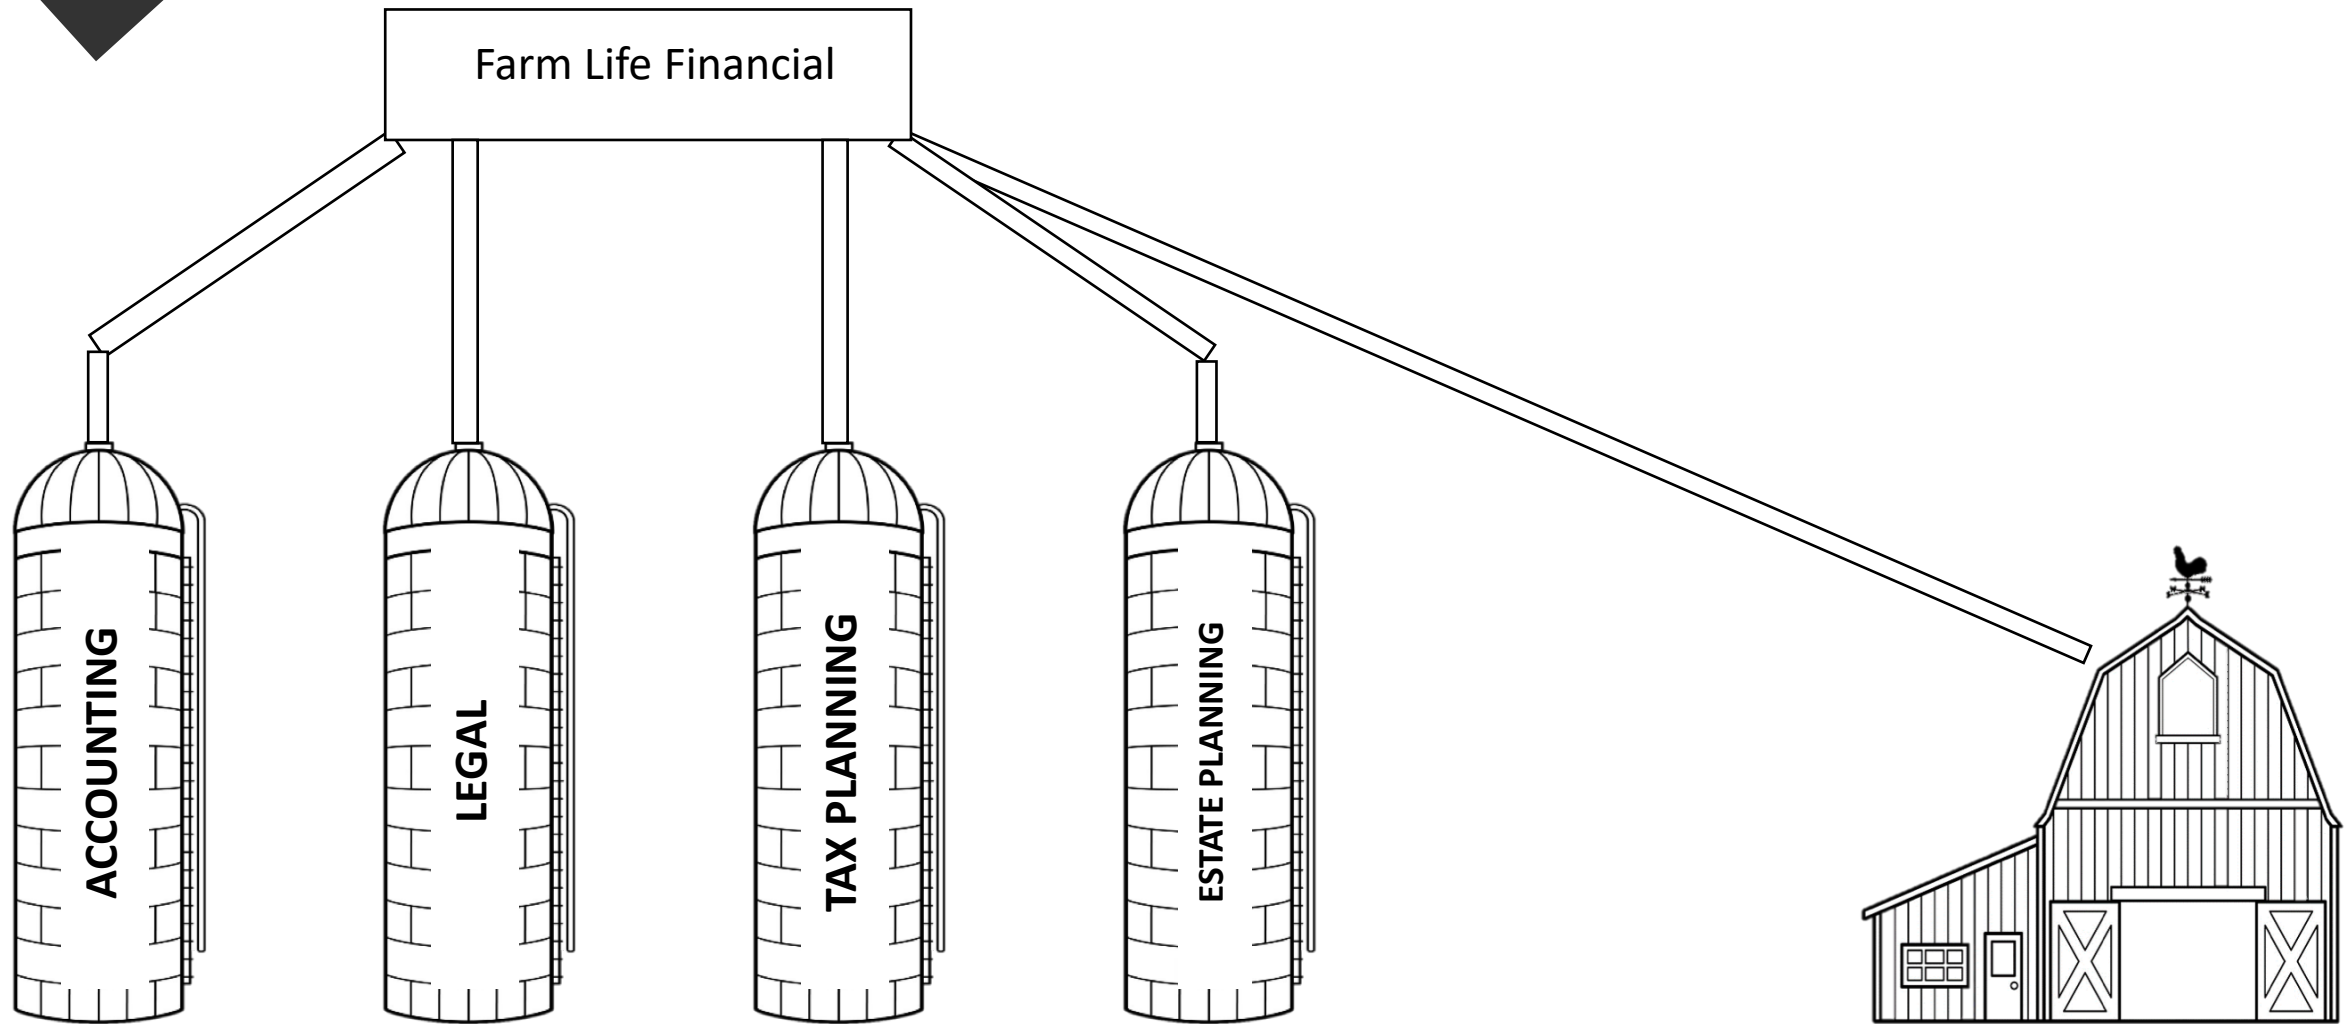 Farm Life Financial
ACCOUNTING
LEGAL
TAX PLANNING
ESTATE PLANNING